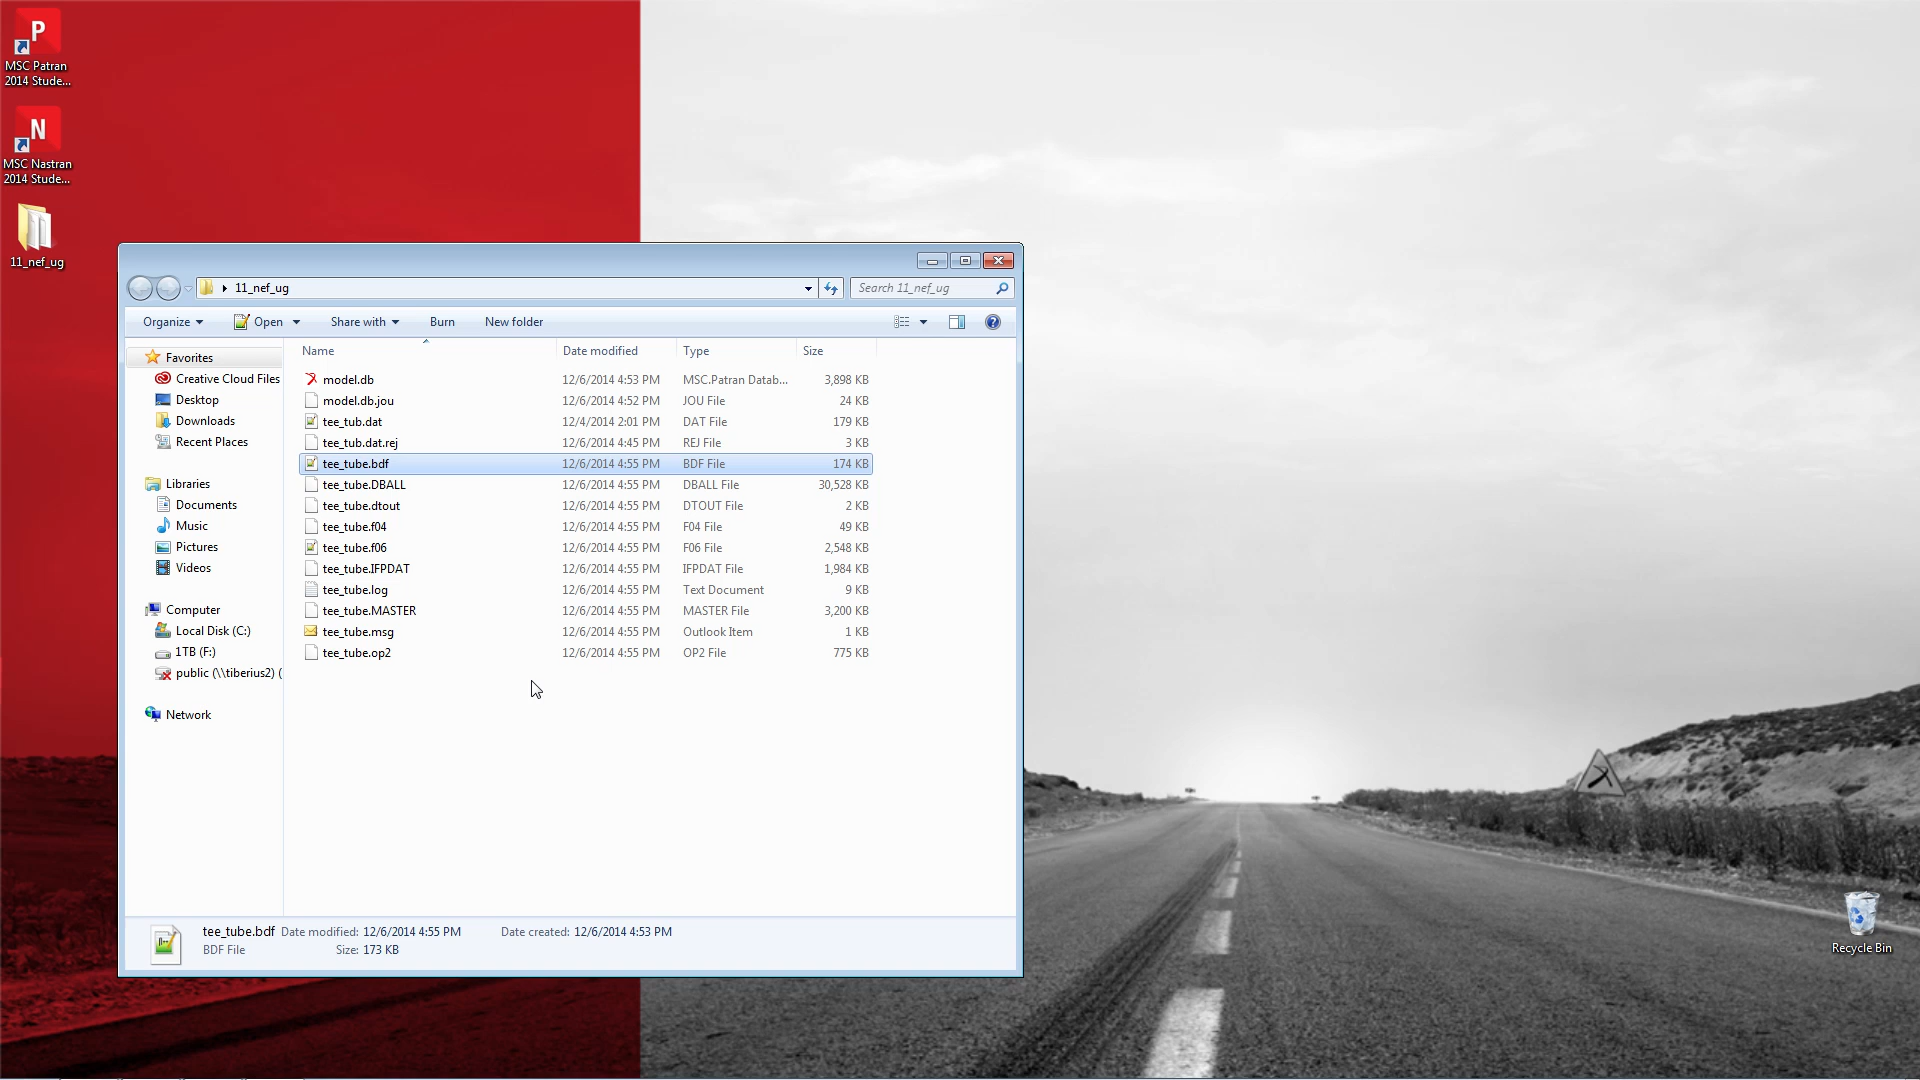 P
MSC Patran
2014 Stude...
N
MSC Nastran
2014 Stude...
11_nef_ug
11_nef_ug
Search 11_nef_ug
Organize Open Share with Burn New folder
Name Date modified Type Size
Favorites
Creative Cloud Files
Desktop
Downloads
Recent Places
Libraries
Documents
Music
Pictures
Videos
Computer
Local Disk (C:)
1TB (F:)
public (\\tiberius2) (
Network
model.db 12/6/2014 4:53 PM MSC.Patran Datab... 3,898 KB
model.db.jou 12/6/2014 4:52 PM JOU File 24 KB
tee_tub.dat 12/4/2014 2:01 PM DAT File 179 KB
tee_tub.dat.rej 12/6/2014 4:45 PM REJ File 3 KB
tee_tube.bdf 12/6/2014 4:55 PM BDF File 174 KB
tee_tube.DBALL 12/6/2014 4:55 PM DBALL File 30,528 KB
tee_tube.dtout 12/6/2014 4:55 PM DTOUT File 2 KB
tee_tube.f04 12/6/2014 4:55 PM F04 File 49 KB
tee_tube.f06 12/6/2014 4:55 PM F06 File 2,548 KB
tee_tube.IFPDAT 12/6/2014 4:55 PM IFPDAT File 1,984 KB
tee_tube.log 12/6/2014 4:55 PM Text Document 9 KB
tee_tube.MASTER 12/6/2014 4:55 PM MASTER File 3,200 KB
tee_tube.msg 12/6/2014 4:55 PM Outlook Item 1 KB
tee_tube.op2 12/6/2014 4:55 PM OP2 File 775 KB
tee_tube.bdf Date modified: 12/6/2014 4:55 PM Date created: 12/6/2014 4:53 PM
BDF File Size: 173 KB
Recycle Bin